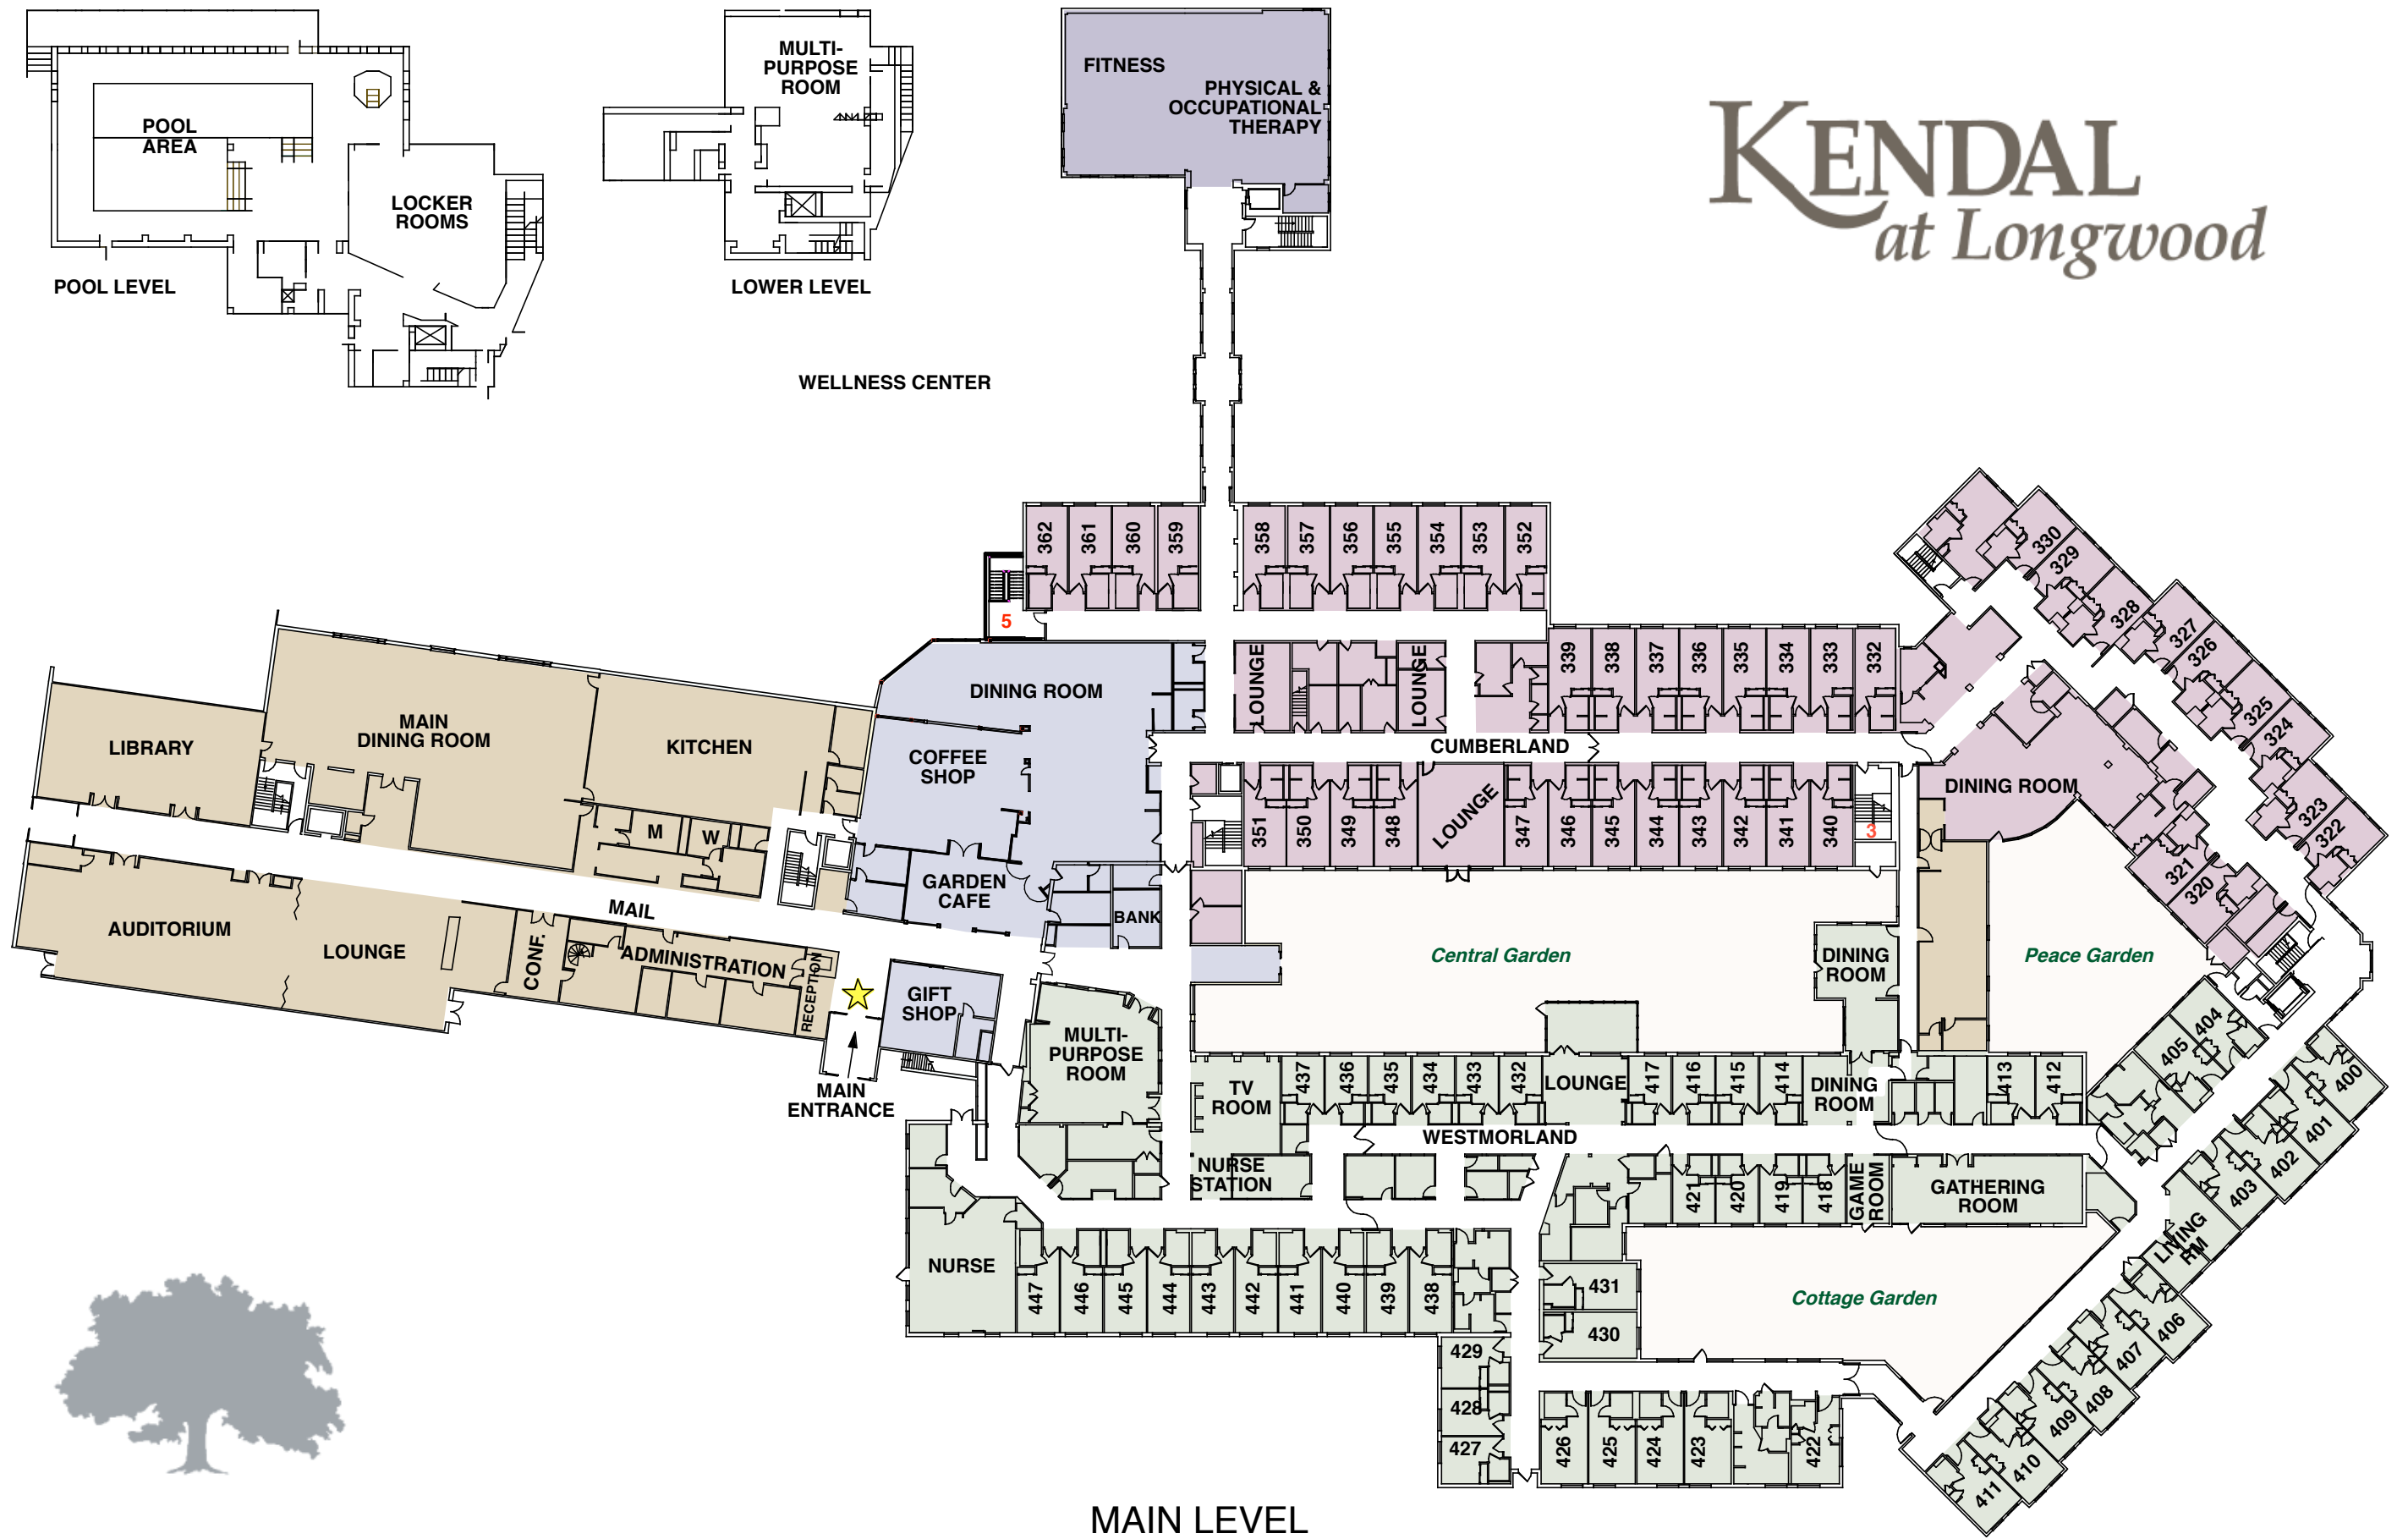 MULTI-
PURPOSE
ROOM
FITNESS
PHYSICAL &
OCCUPATIONAL
THERAPY
KENDAL
at Longwood
POOL
AREA
LOCKER
ROOMS
POOL LEVEL
LOWER LEVEL
WELLNESS CENTER
362
361
360
359
358
357
356
355
354
353
352
5
330
329
328
327
326
325
324
323
322
321
320
339
338
337
336
335
334
333
332
LOUNGE
LOUNGE
DINING ROOM
LIBRARY
MAIN
DINING ROOM
KITCHEN
COFFEE
SHOP
CUMBERLAND
DINING ROOM
351
350
349
348
LOUNGE
347
346
345
344
343
342
341
340
3
M
W
GARDEN
CAFE
BANK
MAIL
AUDITORIUM
LOUNGE
CONF.
ADMINISTRATION
RECEPTION
GIFT
SHOP
Central Garden
DINING
ROOM
Peace Garden
MULTI-
PURPOSE
ROOM
MAIN
ENTRANCE
TV
ROOM
437
436
435
434
433
432
LOUNGE
417
416
415
414
DINING
ROOM
413
412
404
405
400
401
402
403
WESTMORLAND
NURSE
STATION
421
420
419
418
GAME
ROOM
GATHERING
ROOM
LIVING
RM
NURSE
447
446
445
444
443
442
441
440
439
438
431
430
Cottage Garden
406
407
408
409
410
411
429
428
427
426
425
424
423
422
MAIN LEVEL